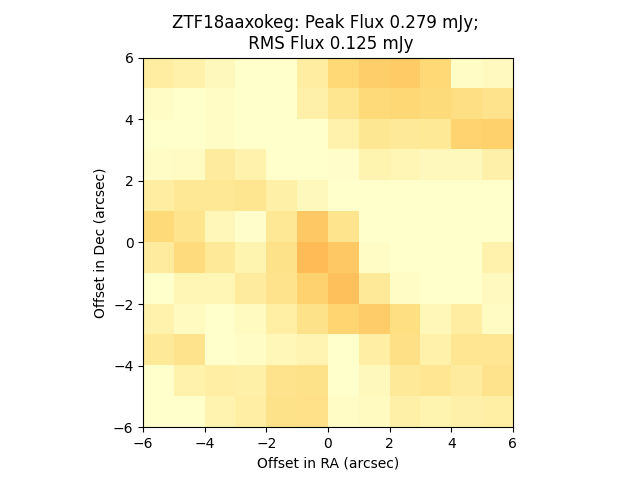 ZTF18aaxokeg: Peak Flux 0.279 mJy;
RMS Flux 0.125 mJy
6
4
2
0
−2
−4
−6
Offset in Dec (arcsec)
−6 −4 −2 0 2 4 6
Offset in RA (arcsec)